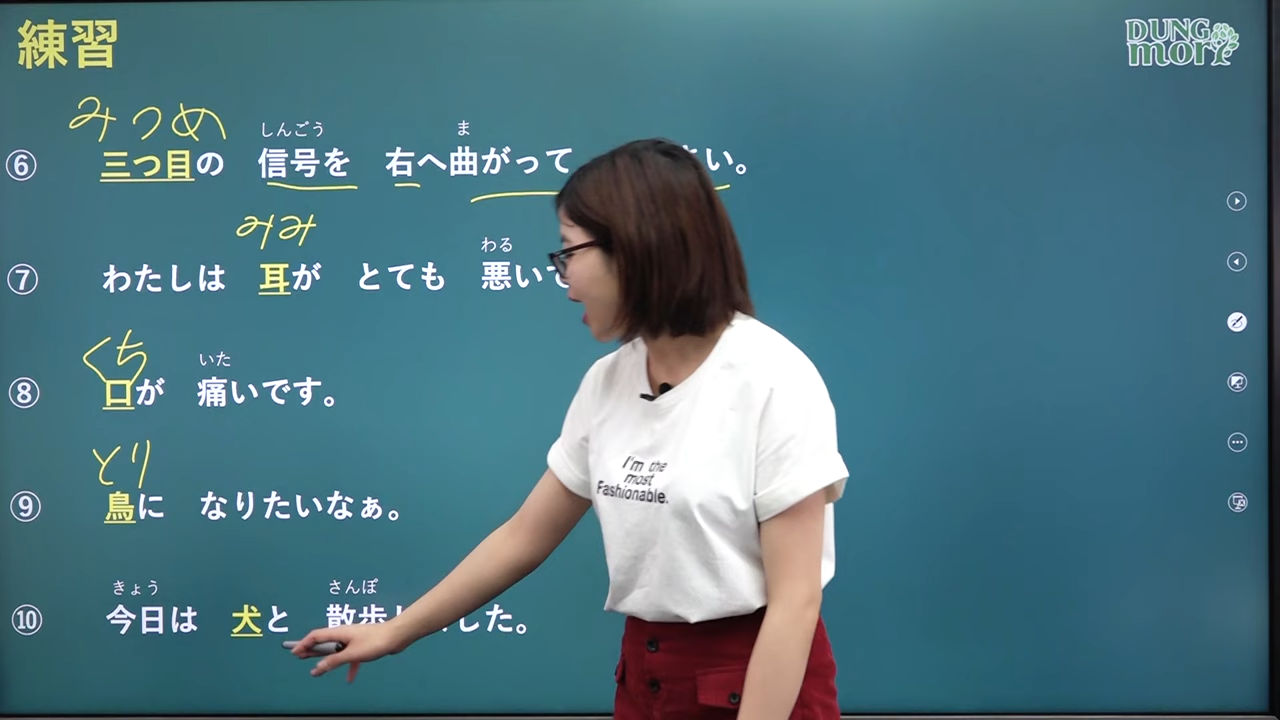 練習
DUNG mori
みつめ
しんごう ま
⑥ 三つ目の 信号を 右へ曲がって さい。
みみ
わる
⑦ わたしは 耳が とても 悪いで
くち
いた
⑧ 口が 痛いです。
とり
⑨ 鳥に なりたいなぁ。
きょう さんぽ
⑩ 今日は 犬と 散歩し した。
I'm the
most
Fashionable.